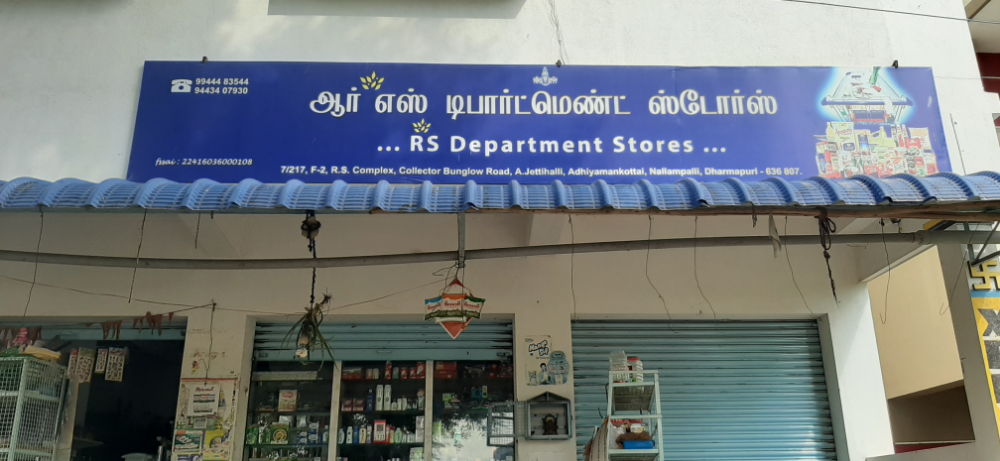 99444 83544
94434 07930
ஆர் எஸ் டிபார்ட்மெண்ட் ஸ்டோர்ஸ்
... RS Department Stores ...
fssai : 22416036000108
7/217, F-2, R.S. Complex, Collector Bunglow Road, A.Jettihalli, Adhiyamankottai, Nallampalli, Dharmapuri - 636 807.